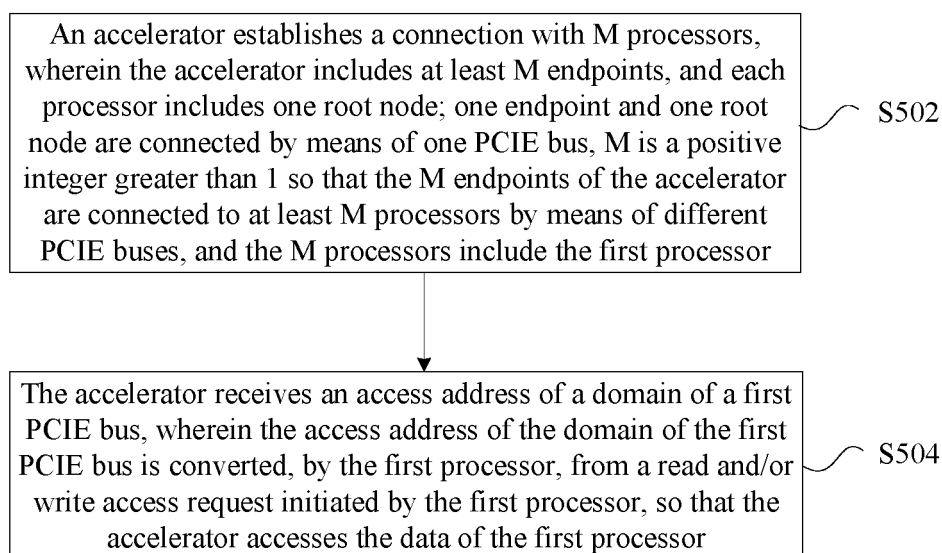 An accelerator establishes a connection with M processors,
wherein the accelerator includes at least M endpoints, and each
processor includes one root node; one endpoint and one root
node are connected by means of one PCIE bus, M is a positive
integer greater than 1 so that the M endpoints of the accelerator
are connected to at least M processors by means of different
PCIE buses, and the M processors include the first processor
S502
The accelerator receives an access address of a domain of a first
PCIE bus, wherein the access address of the domain of the first
PCIE bus is converted, by the first processor, from a read and/or
write access request initiated by the first processor, so that the
accelerator accesses the data of the first processor
S504